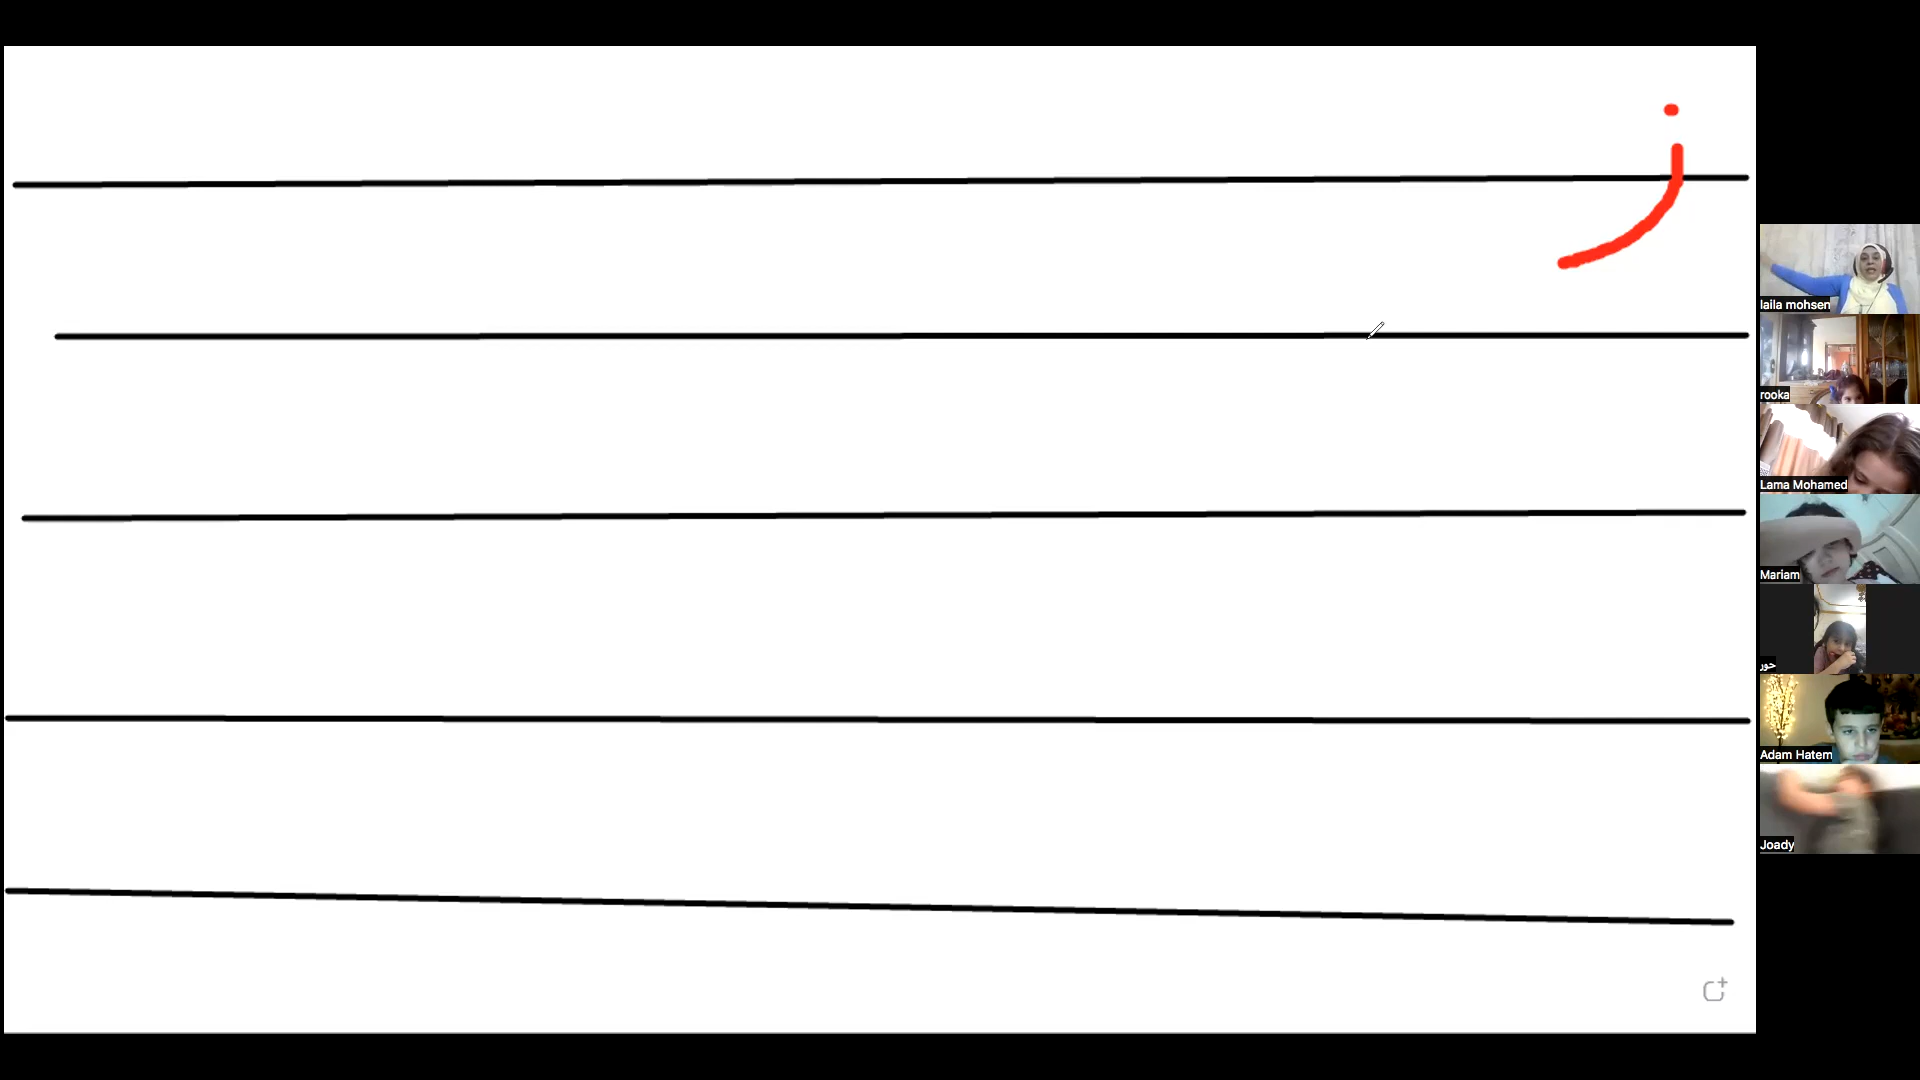 ز
laila mohsen
rooka
Lama Mohamed
Mariam
حور
Adam Hatem
Joady